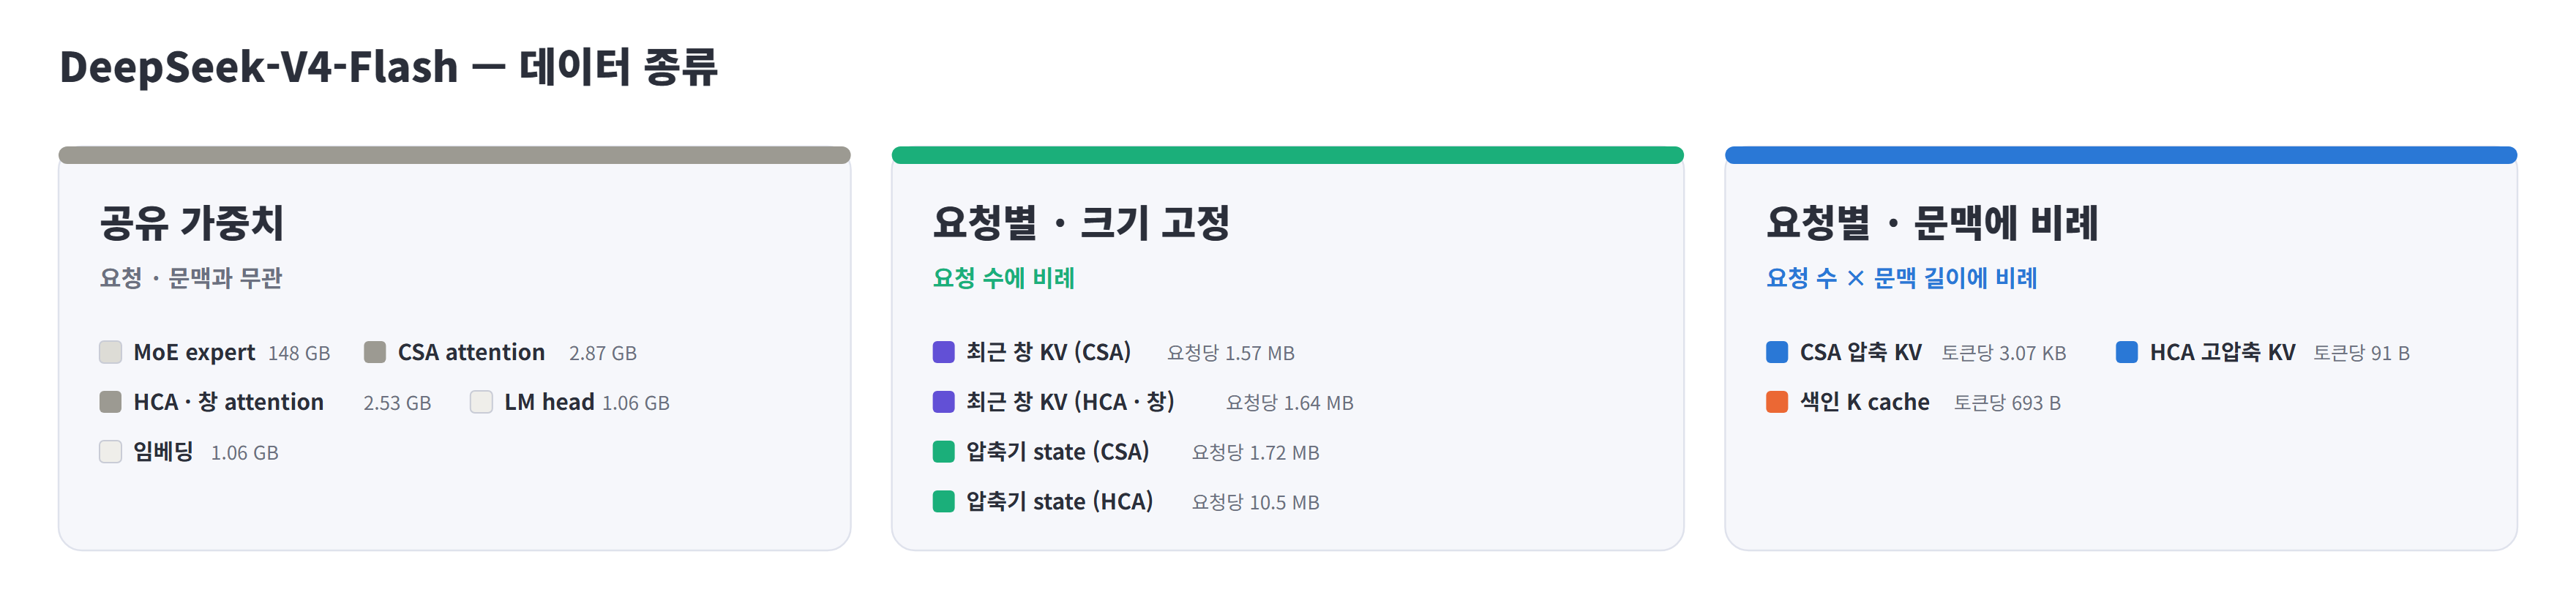 DeepSeek-V4-Flash — 데이터 종류
공유 가중치
요청 · 문맥과 무관
MoE expert 148 GB CSA attention 2.87 GB
HCA · 창 attention 2.53 GB LM head 1.06 GB
임베딩 1.06 GB
요청별 · 크기 고정
요청 수에 비례
최근 창 KV (CSA) 요청당 1.57 MB
최근 창 KV (HCA · 창) 요청당 1.64 MB
압축기 state (CSA) 요청당 1.72 MB
압축기 state (HCA) 요청당 10.5 MB
요청별 · 문맥에 비례
요청 수 × 문맥 길이에 비례
CSA 압축 KV 토큰당 3.07 KB HCA 고압축 KV 토큰당 91 B
색인 K cache 토큰당 693 B